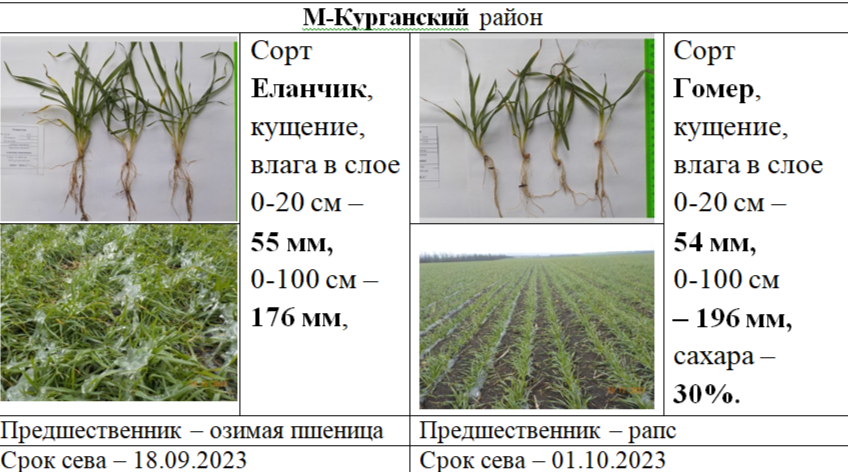 М-Курганский район
Сорт
Еланчик,
кущение,
влага в слое
0-20 см –
55 мм,
0-100 см –
176 мм,
Сорт
Гомер,
кущение,
влага в слое
0-20 см –
54 мм,
0-100 см
– 196 мм,
сахара –
30%.
Предшественник – озимая пшеница
Предшественник – рапс
Срок сева – 18.09.2023
Срок сева – 01.10.2023